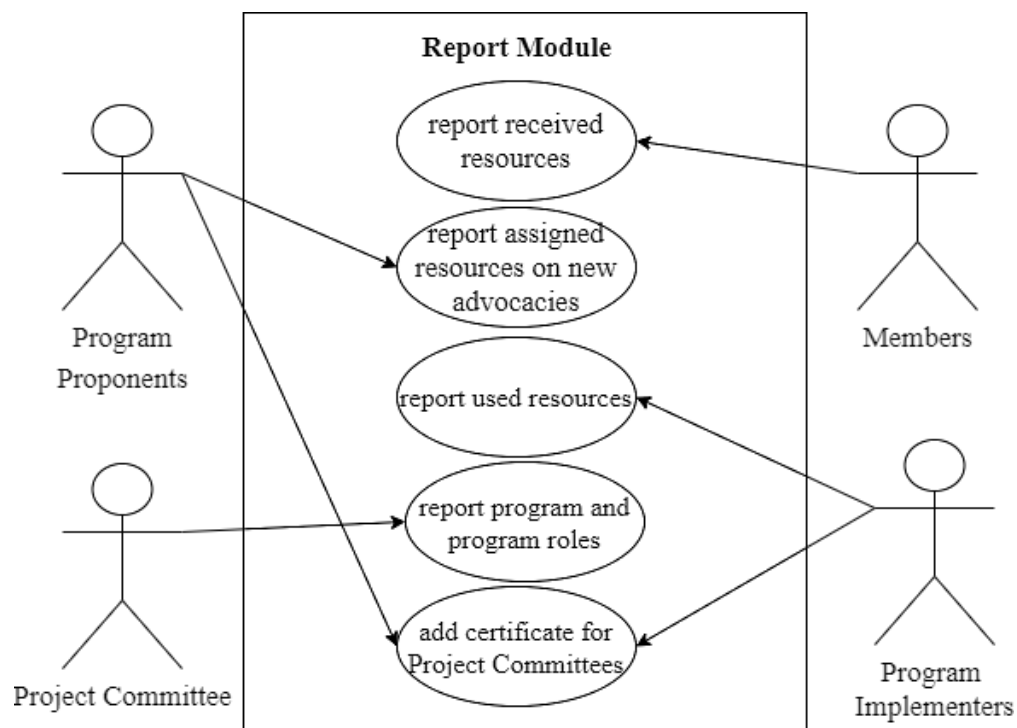 Report Module
report received
resources
report assigned
resources on new
advocacies
Program
Proponents
Members
report used resources
report program and
program roles
add certificate for
Project Committees
Project Committee
Program
Implementers